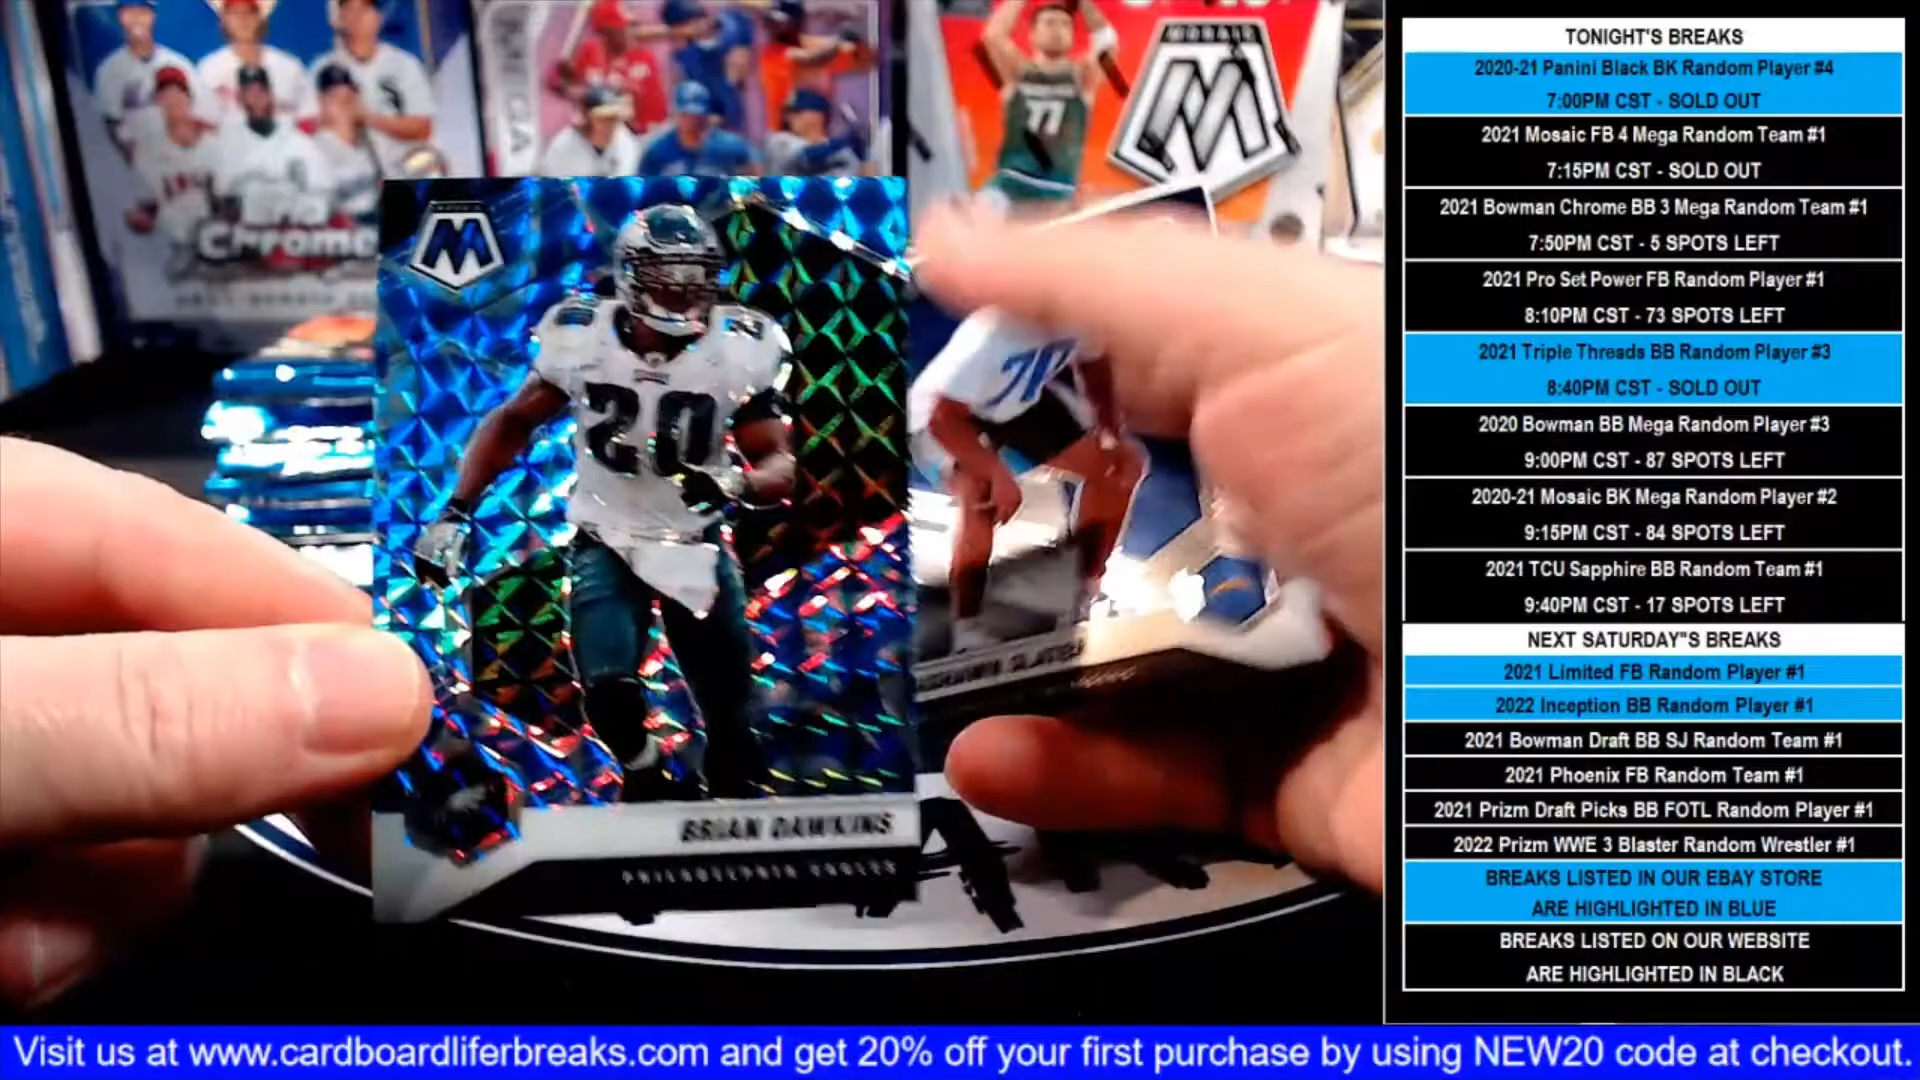 MOSAIC
77
Chrome
20
BRIAN DAWKINS
PHILADELPHIA EAGLES
TONIGHT'S BREAKS
2020-21 Panini Black BK Random Player #4
7:00PM CST - SOLD OUT
2021 Mosaic FB 4 Mega Random Team #1
7:15PM CST - SOLD OUT
2021 Bowman Chrome BB 3 Mega Random Team #1
7:50PM CST - 5 SPOTS LEFT
2021 Pro Set Power FB Random Player #1
8:10PM CST - 73 SPOTS LEFT
2021 Triple Threads BB Random Player #3
8:40PM CST - SOLD OUT
2020 Bowman BB Mega Random Player #3
9:00PM CST - 87 SPOTS LEFT
2020-21 Mosaic BK Mega Random Player #2
9:15PM CST - 84 SPOTS LEFT
2021 TCU Sapphire BB Random Team #1
9:40PM CST - 17 SPOTS LEFT
NEXT SATURDAY"S BREAKS
2021 Limited FB Random Player #1
2022 Inception BB Random Player #1
2021 Bowman Draft BB SJ Random Team #1
2021 Phoenix FB Random Team #1
2021 Prizm Draft Picks BB FOTL Random Player #1
2022 Prizm WWE 3 Blaster Random Wrestler #1
BREAKS LISTED IN OUR EBAY STORE
ARE HIGHLIGHTED IN BLUE
BREAKS LISTED ON OUR WEBSITE
ARE HIGHLIGHTED IN BLACK
Visit us at www.cardboardliferbreaks.com and get 20% off your first purchase by using NEW20 code at checkout.